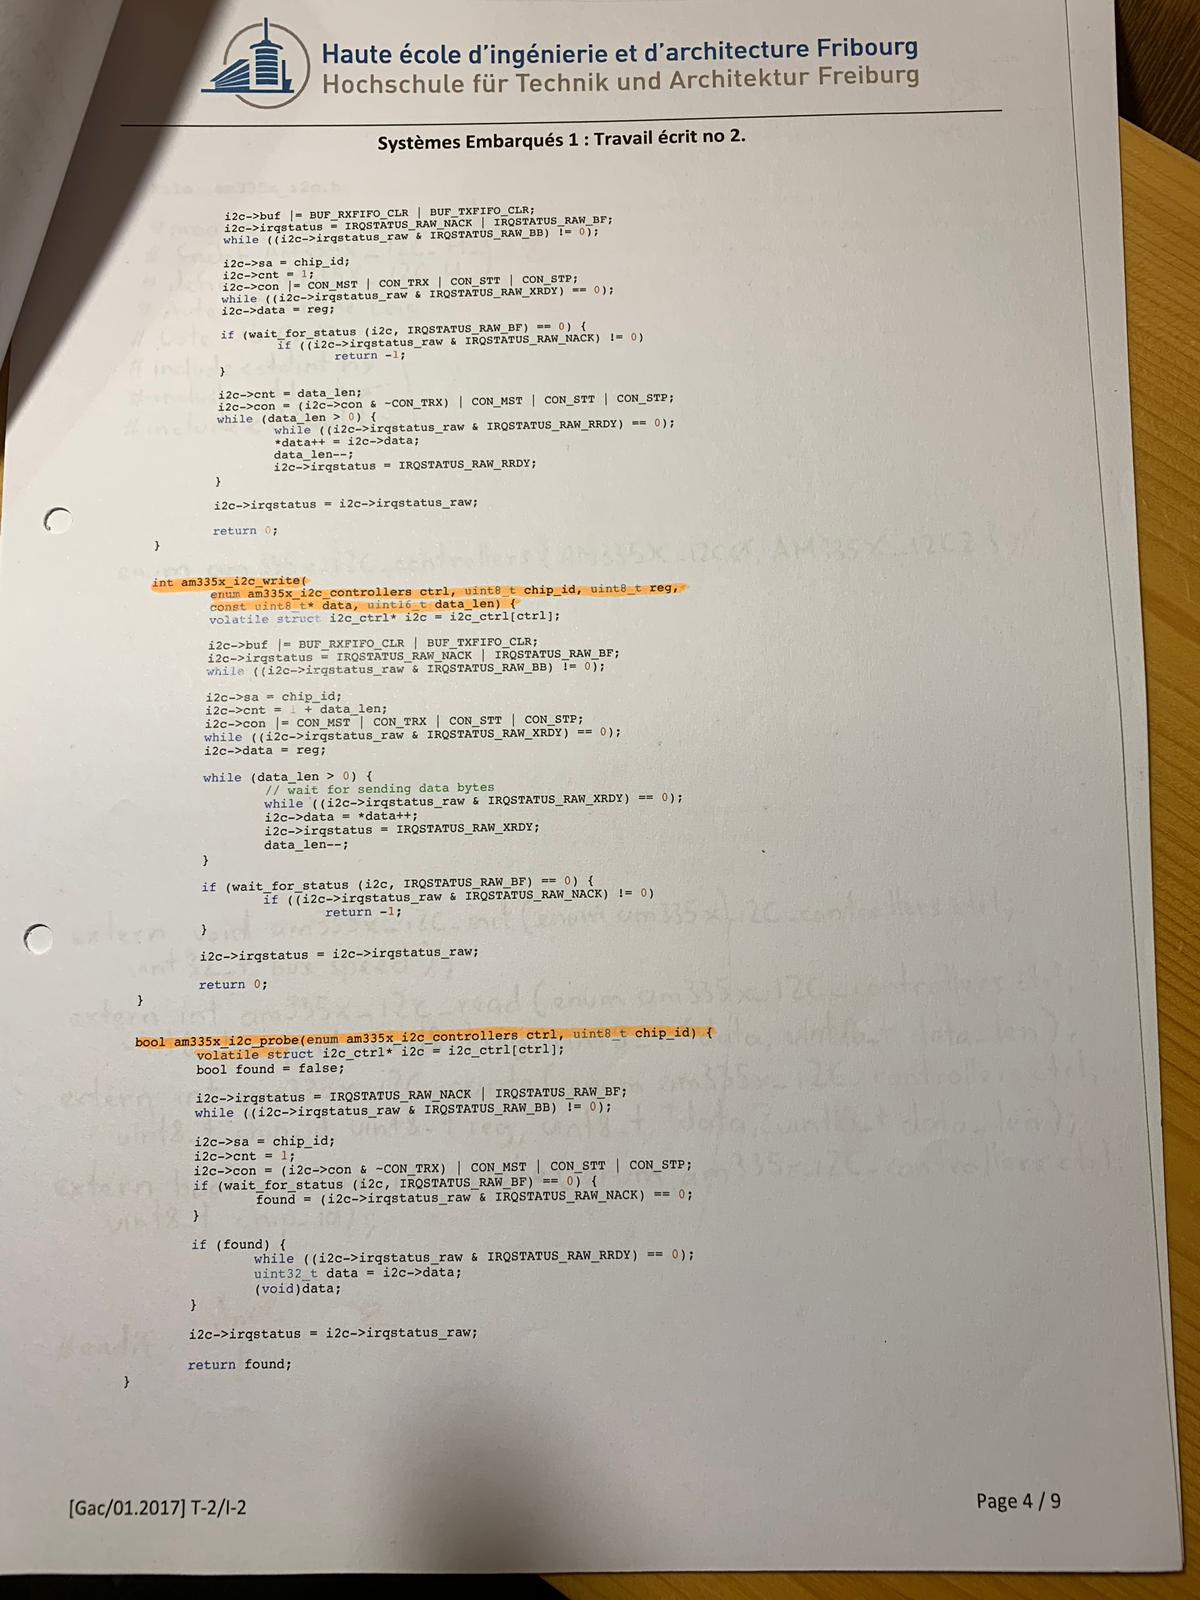 Haute école d'ingénierie et d'architecture Fribourg
Hochschule für Technik und Architektur Freiburg
Systèmes Embarqués 1 : Travail écrit no 2.
i2c->buf |= BUF_RXFIFO_CLR | BUF_TXFIFO_CLR;
i2c->irqstatus = IRQSTATUS_RAW_NACK | IRQSTATUS_RAW_BF;
while ((i2c->irqstatus_raw & IRQSTATUS_RAW_BB) != 0);
i2c->sa = chip_id;
i2c->cnt = 1;
i2c->con |= CON_MST | CON_TRX | CON_STT | CON_STP;
while ((i2c->irqstatus_raw & IRQSTATUS_RAW_XRDY) == 0);
i2c->data = reg;
if (wait_for_status (i2c, IRQSTATUS_RAW_BF) == 0) {
if ((i2c->irqstatus_raw & IRQSTATUS_RAW_NACK) != 0)
return -1;
}
i2c->cnt = data_len;
i2c->con = (i2c->con & ~CON_TRX) | CON_MST | CON_STT | CON_STP;
while (data_len > 0) {
while ((i2c->irqstatus_raw & IRQSTATUS_RAW_RRDY) == 0);
*data++ = i2c->data;
data_len--;
i2c->irqstatus = IRQSTATUS_RAW_RRDY;
}
i2c->irqstatus = i2c->irqstatus_raw;
return 0;
}
int am335x_i2c_write(
enum am335x_i2c_controllers ctrl, uint8_t chip_id, uint8_t reg,
const uint8_t* data, uint16_t data_len) {
volatile struct i2c_ctrl* i2c = i2c_ctrl[ctrl];
i2c->buf |= BUF_RXFIFO_CLR | BUF_TXFIFO_CLR;
i2c->irqstatus = IRQSTATUS_RAW_NACK | IRQSTATUS_RAW_BF;
while ((i2c->irqstatus_raw & IRQSTATUS_RAW_BB) != 0);
i2c->sa = chip_id;
i2c->cnt = 1 + data_len;
i2c->con |= CON_MST | CON_TRX | CON_STT | CON_STP;
while ((i2c->irqstatus_raw & IRQSTATUS_RAW_XRDY) == 0);
i2c->data = reg;
while (data_len > 0) {
// wait for sending data bytes
while ((i2c->irqstatus_raw & IRQSTATUS_RAW_XRDY) == 0);
i2c->data = *data++;
i2c->irqstatus = IRQSTATUS_RAW_XRDY;
data_len--;
}
if (wait_for_status (i2c, IRQSTATUS_RAW_BF) == 0) {
if ((i2c->irqstatus_raw & IRQSTATUS_RAW_NACK) != 0)
return -1;
}
i2c->irqstatus = i2c->irqstatus_raw;
return 0;
}
bool am335x_i2c_probe(enum am335x_i2c_controllers ctrl, uint8_t chip_id) {
volatile struct i2c_ctrl* i2c = i2c_ctrl[ctrl];
bool found = false;
i2c->irqstatus = IRQSTATUS_RAW_NACK | IRQSTATUS_RAW_BF;
while ((i2c->irqstatus_raw & IRQSTATUS_RAW_BB) != 0);
i2c->sa = chip_id;
i2c->cnt = 1;
i2c->con = (i2c->con & ~CON_TRX) | CON_MST | CON_STT | CON_STP;
if (wait_for_status (i2c, IRQSTATUS_RAW_BF) == 0) {
found = (i2c->irqstatus_raw & IRQSTATUS_RAW_NACK) == 0;
}
if (found) {
while ((i2c->irqstatus_raw & IRQSTATUS_RAW_RRDY) == 0);
uint32_t data = i2c->data;
(void)data;
}
i2c->irqstatus = i2c->irqstatus_raw;
return found;
}
[Gac/01.2017] T-2/I-2
Page 4 / 9